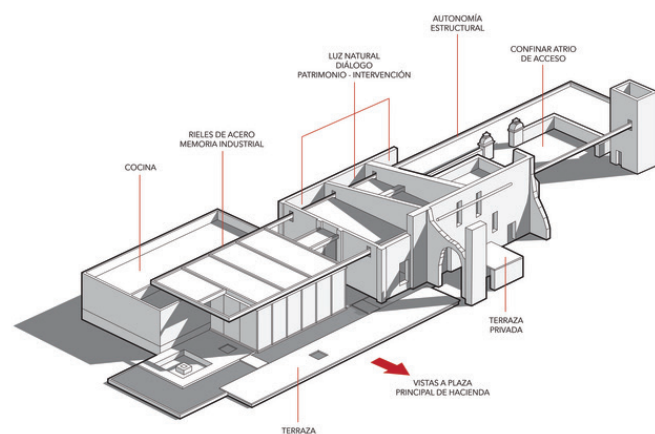 AUTONOMÍA
ESTRUCTURAL
CONFINAR ATRIO
DE ACCESO
LUZ NATURAL
DIÁLOGO
PATRIMONIO - INTERVENCIÓN
RIELES DE ACERO
MEMORIA INDUSTRIAL
COCINA
TERRAZA
PRIVADA
VISTAS A PLAZA
PRINCIPAL DE HACIENDA
TERRAZA